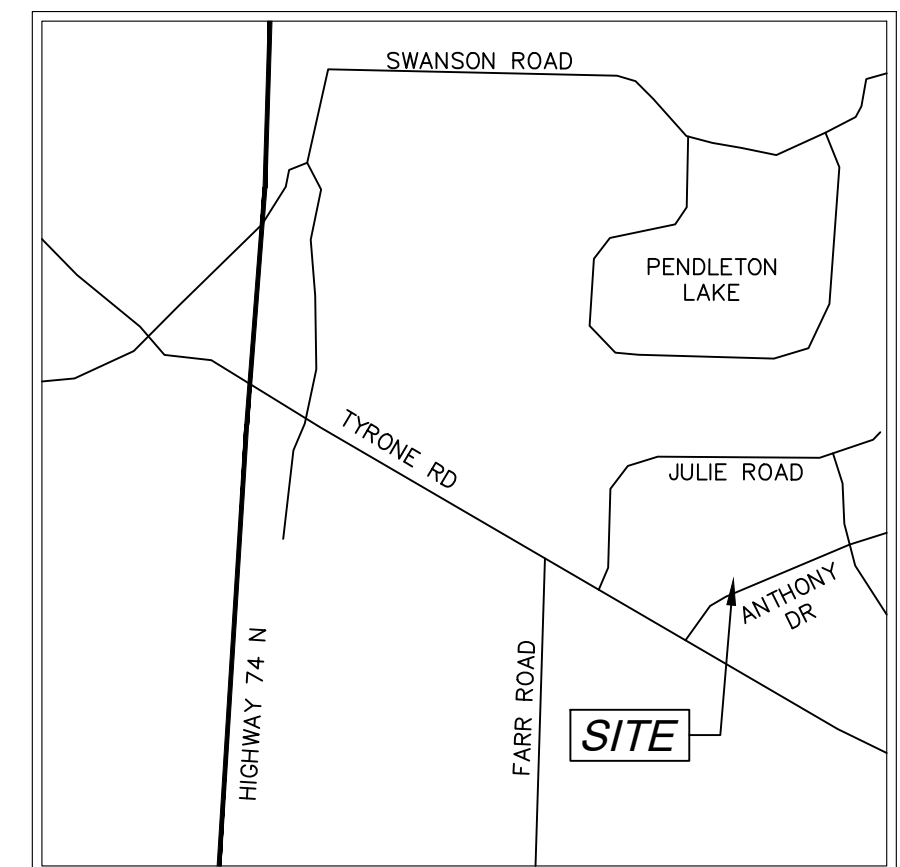 SWANSON ROAD
PENDLETON
LAKE
TYRONE RD
JULIE ROAD
ANTHONY
DR
HIGHWAY 74 N
FARR ROAD
SITE